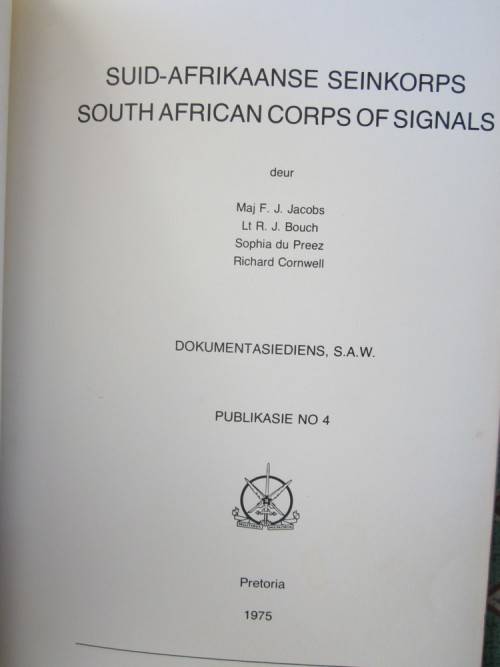 SUID-AFRIKAANSE SEINKORPS
SOUTH AFRICAN CORPS OF SIGNALS
deur
Maj F. J. Jacobs
Lt R. J. Bouch
Sophia du Preez
Richard Cornwell
DOKUMENTASIEDIENS, S.A.W.
PUBLIKASIE NO 4
Pretoria
1975